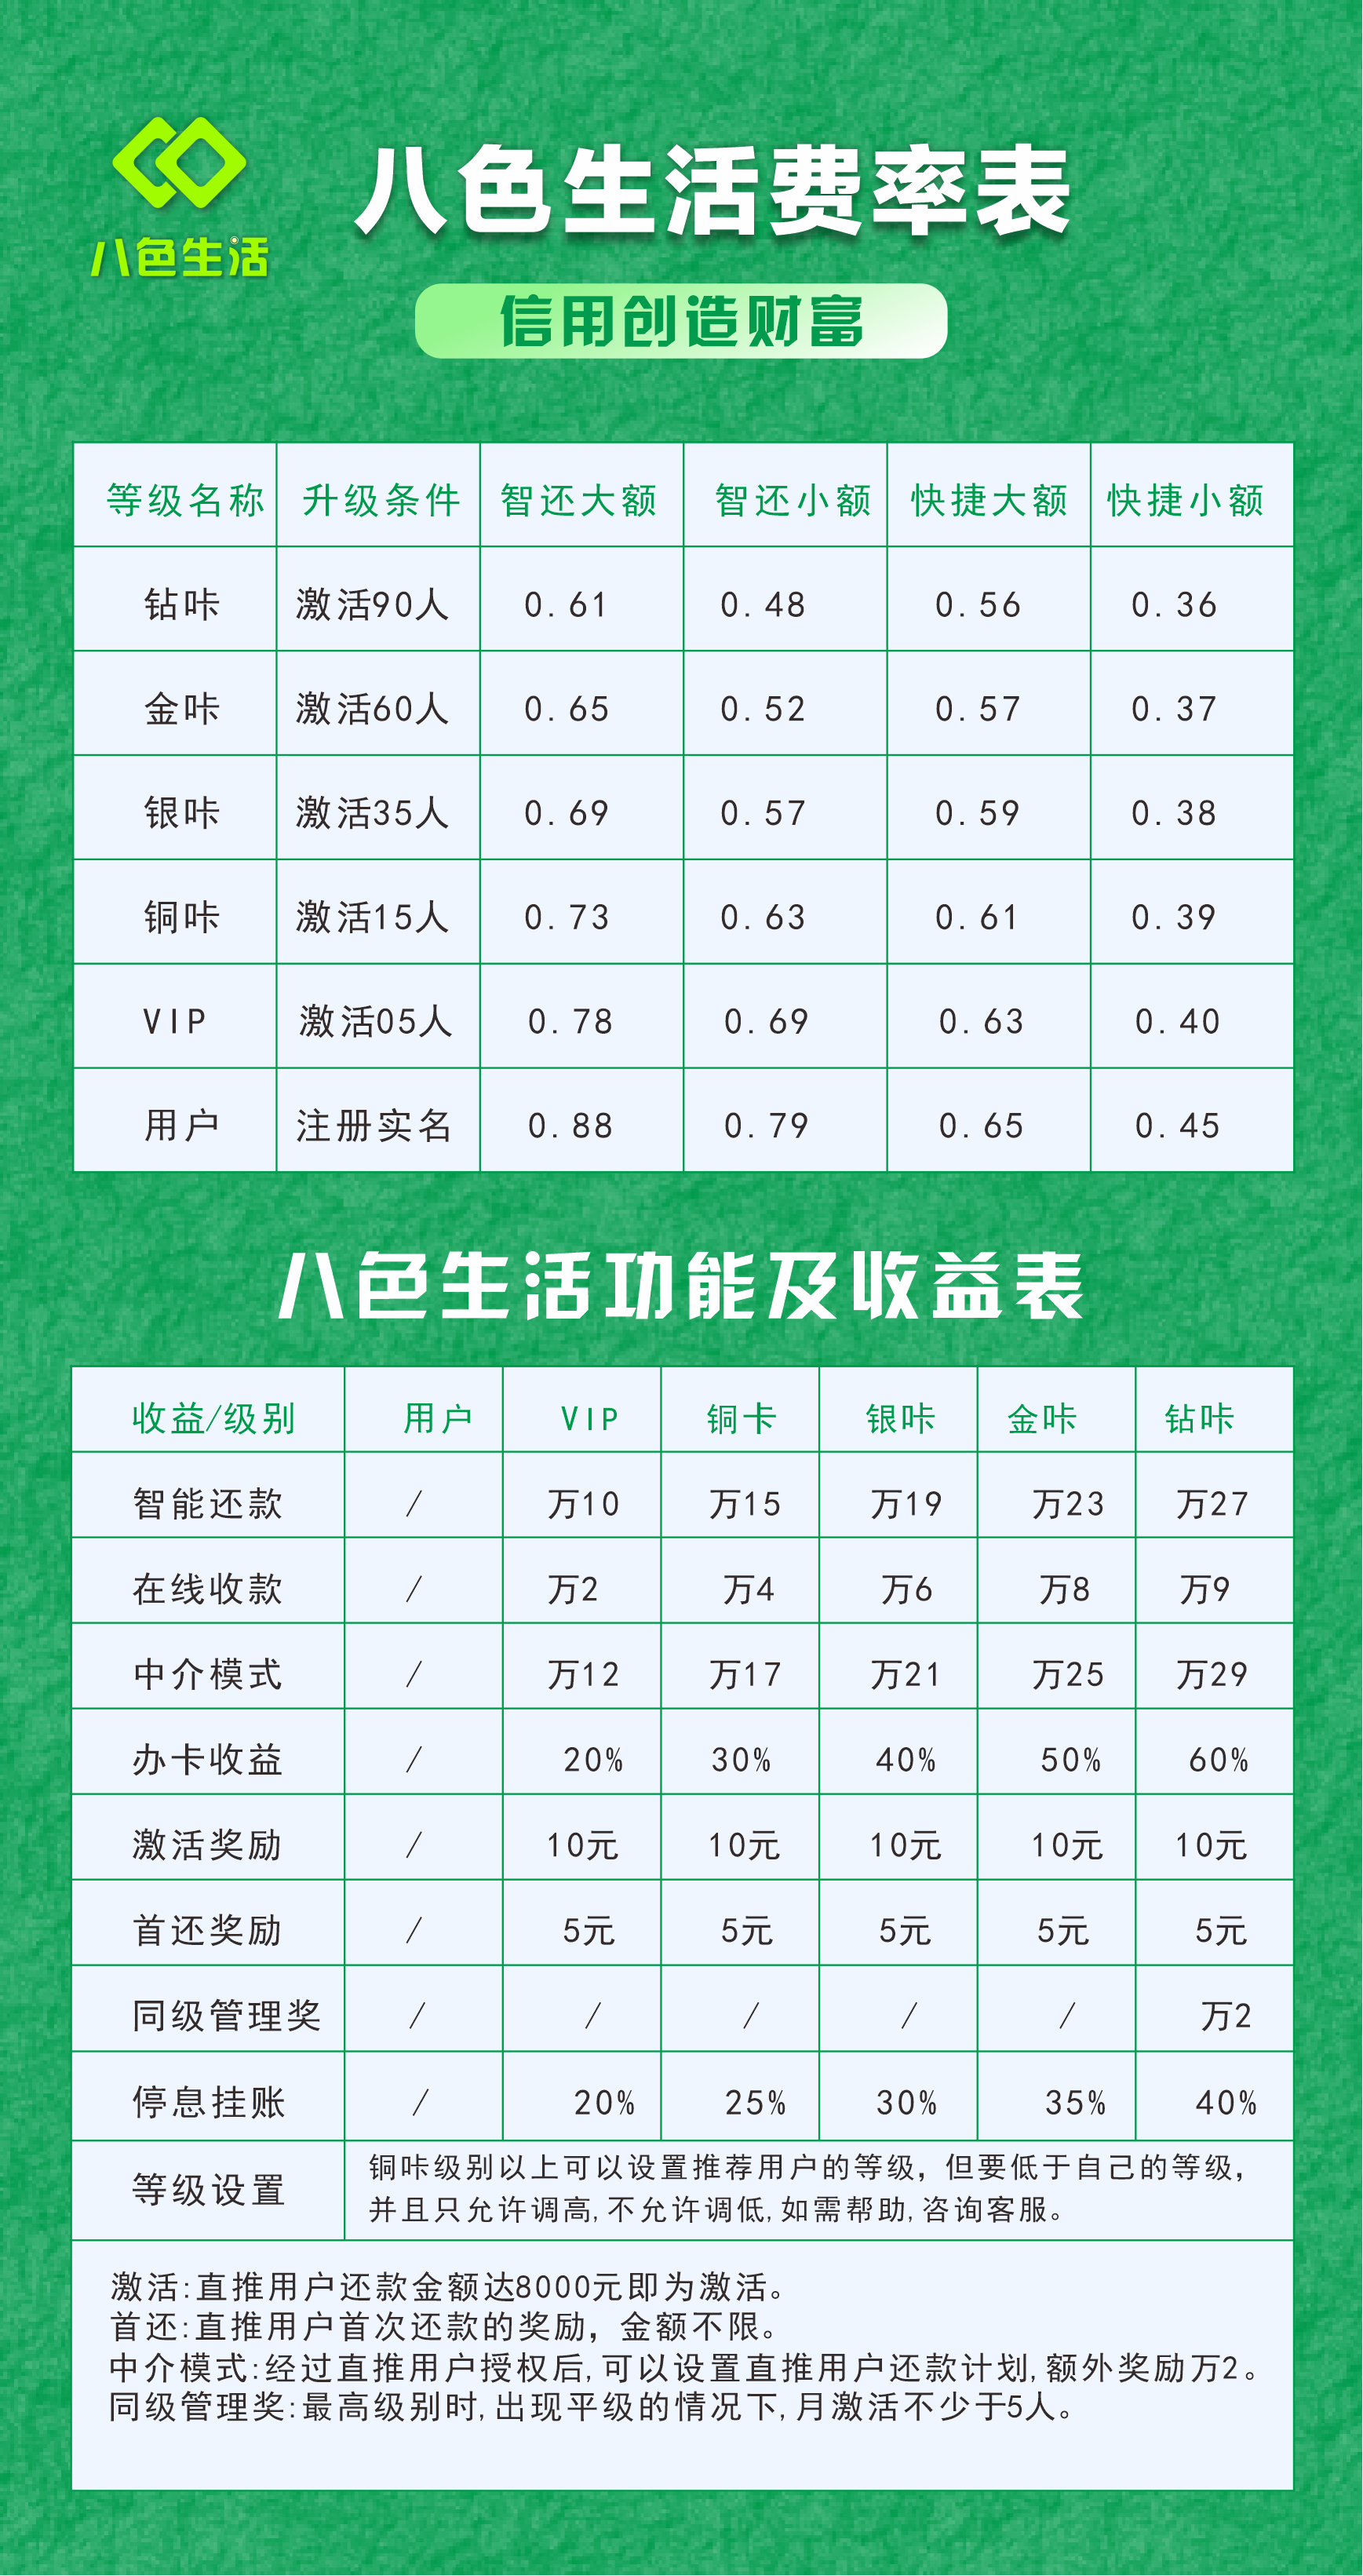 八色生活
八色生活费率表
信用创造财富
等级名称 升级条件 智还大额 智还小额 快捷大额 快捷小额
钻咔 激活90人 0.61 0.48 0.56 0.36
金咔 激活60人 0.65 0.52 0.57 0.37
银咔 激活35人 0.69 0.57 0.59 0.38
铜咔 激活15人 0.73 0.63 0.61 0.39
VIP 激活05人 0.78 0.69 0.63 0.40
用户 注册实名 0.88 0.79 0.65 0.45
八色生活功能及收益表
收益/级别 用户 VIP 铜卡 银咔 金咔 钻咔
智能还款 / 万10 万15 万19 万23 万27
在线收款 / 万2 万4 万6 万8 万9
中介模式 / 万12 万17 万21 万25 万29
办卡收益 / 20% 30% 40% 50% 60%
激活奖励 / 10元 10元 10元 10元 10元
首还奖励 / 5元 5元 5元 5元 5元
同级管理奖 / / / / / 万2
停息挂账 / 20% 25% 30% 35% 40%
等级设置 铜咔级别以上可以设置推荐用户的等级，但要低于自己的等级，
并且只允许调高,不允许调低,如需帮助,咨询客服。
激活:直推用户还款金额达8000元即为激活。
首还:直推用户首次还款的奖励，金额不限。
中介模式:经过直推用户授权后,可以设置直推用户还款计划,额外奖励万2。
同级管理奖:最高级别时,出现平级的情况下,月激活不少于5人。